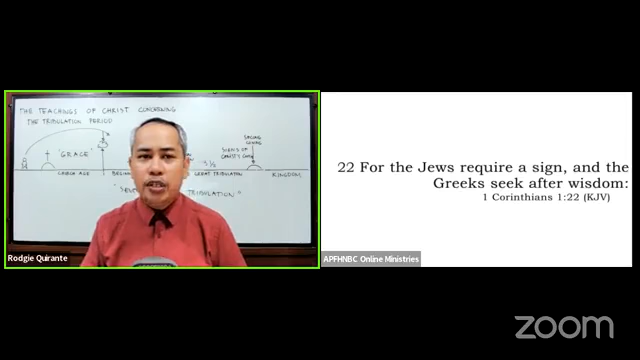 THE TEACHINGS OF CHRIST CONCERNING
THE TRIBULATION PERIOD
"GRACE"
CHURCH AGE
SECOND
COMING
SIGNS OF
CHRIST'S
GREAT TRIBULATION
KINGDOM
TRIBULATION"
Rodgie Quirante
22 For the Jews require a sign, and the
Greeks seek after wisdom:
1 Corinthians 1:22 (KJV)
APFHNBC Online Ministries
zoom